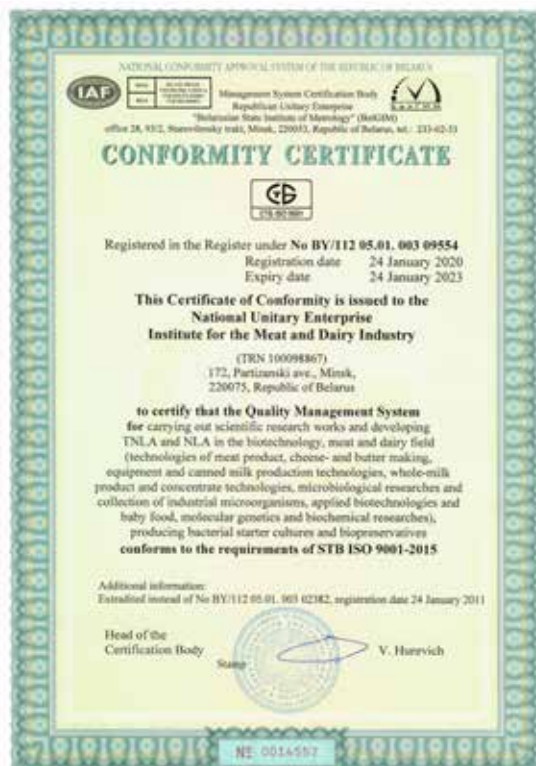 NATIONAL CONFORMITY APPROVAL SYSTEM OF THE REPUBLIC OF BELARUS
IAF
Management System Certification Body
Republican Unitary Enterprise
"Belarusian State Institute of Metrology" (BelGIM)
office 28, 93/2, Starovilensky trakt, Minsk, 220053, Republic of Belarus, tel.: 233-62-53
CONFORMITY CERTIFICATE
Registered in the Register under No BY/112 05.01. 003 09554
Registration date 24 January 2020
Expiry date 24 January 2023
This Certificate of Conformity is issued to the
National Unitary Enterprise
Institute for the Meat and Dairy Industry
(TRN 100098867)
172, Partizanski ave., Minsk,
220075, Republic of Belarus
to certify that the Quality Management System
for carrying out scientific research works and developing
TNLA and NLA in the biotechnology, meat and dairy field
(technologies of meat product, cheese- and butter making,
equipment and canned milk production technologies, whole-milk
product and concentrate technologies, microbiological researches and
collection of industrial microorganisms, applied biotechnologies and
baby food, molecular genetics and biochemical researches),
producing bacterial starter cultures and biopreservatives
conforms to the requirements of STB ISO 9001-2015
Additional information:
Extradited instead of No BY/112 05.01. 003 02382, registration date 24 January 2011
Head of the
Certification Body
Stamp
V. Hurevich
№ 0014557